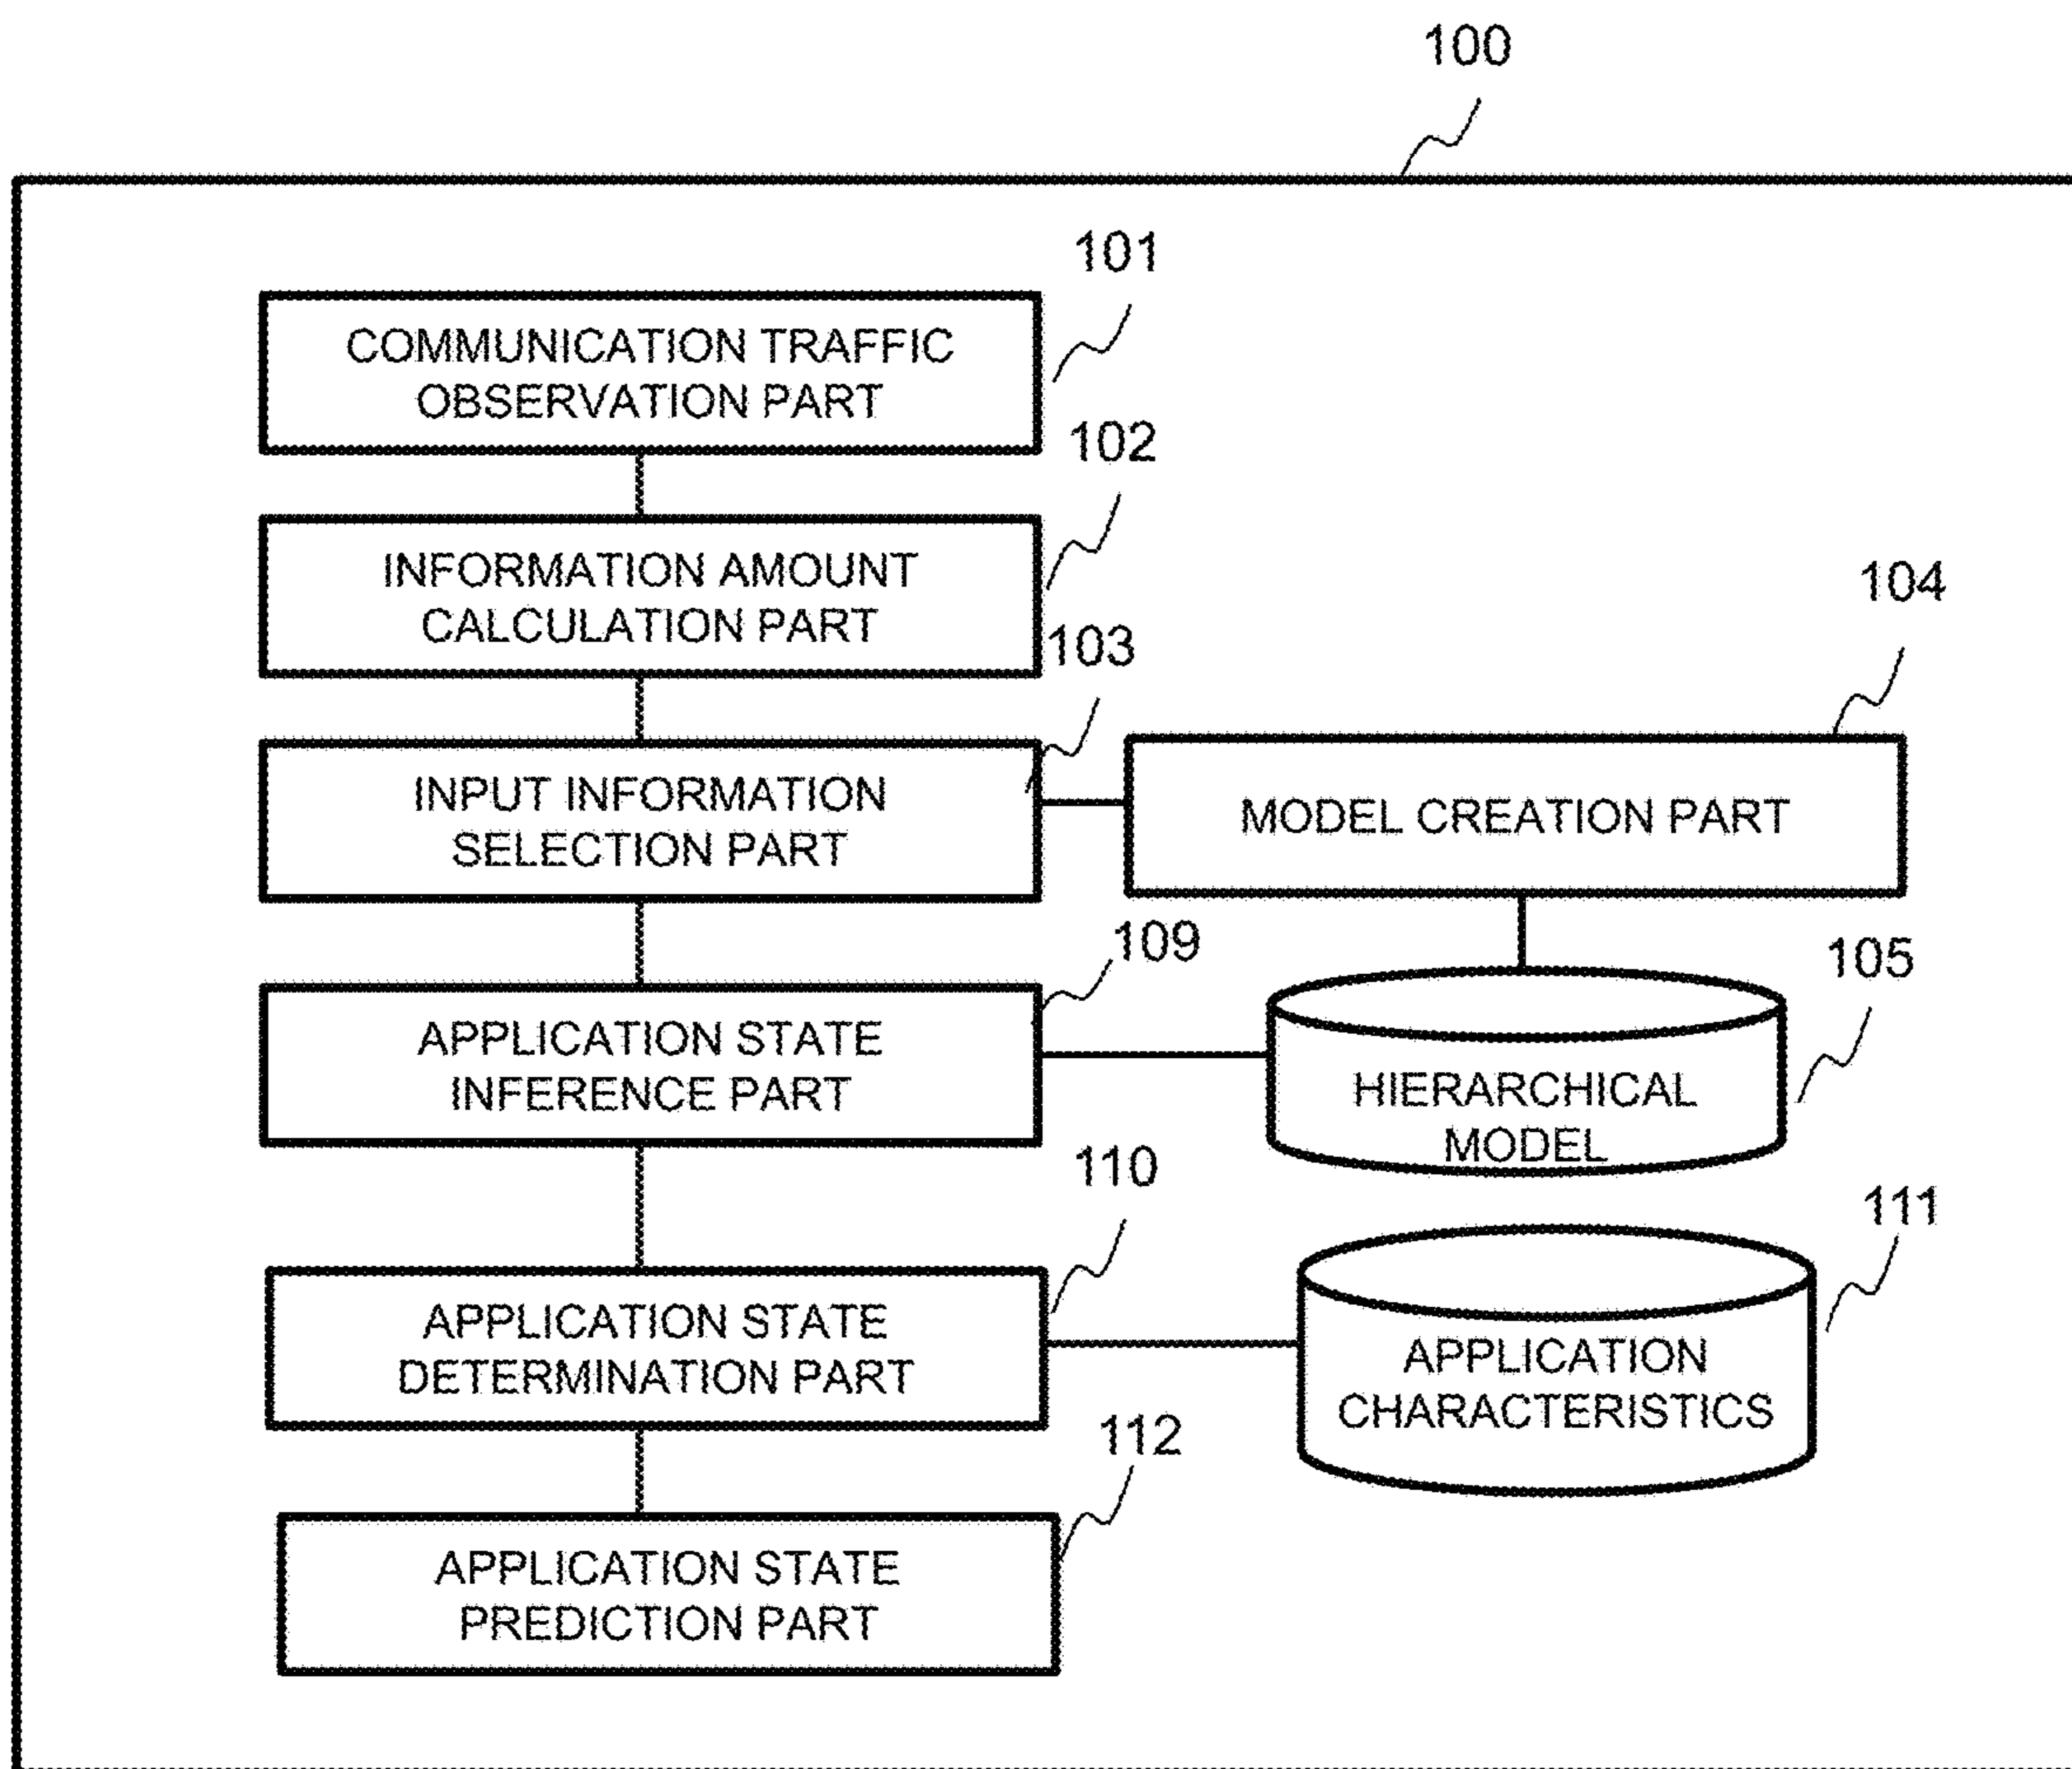 100
101
COMMUNICATION TRAFFIC
OBSERVATION PART
102
INFORMATION AMOUNT
CALCULATION PART
103
104
INPUT INFORMATION
SELECTION PART
MODEL CREATION PART
109
105
APPLICATION STATE
INFERENCE PART
HIERARCHICAL
MODEL
110
111
APPLICATION STATE
DETERMINATION PART
APPLICATION
CHARACTERISTICS
112
APPLICATION STATE
PREDICTION PART